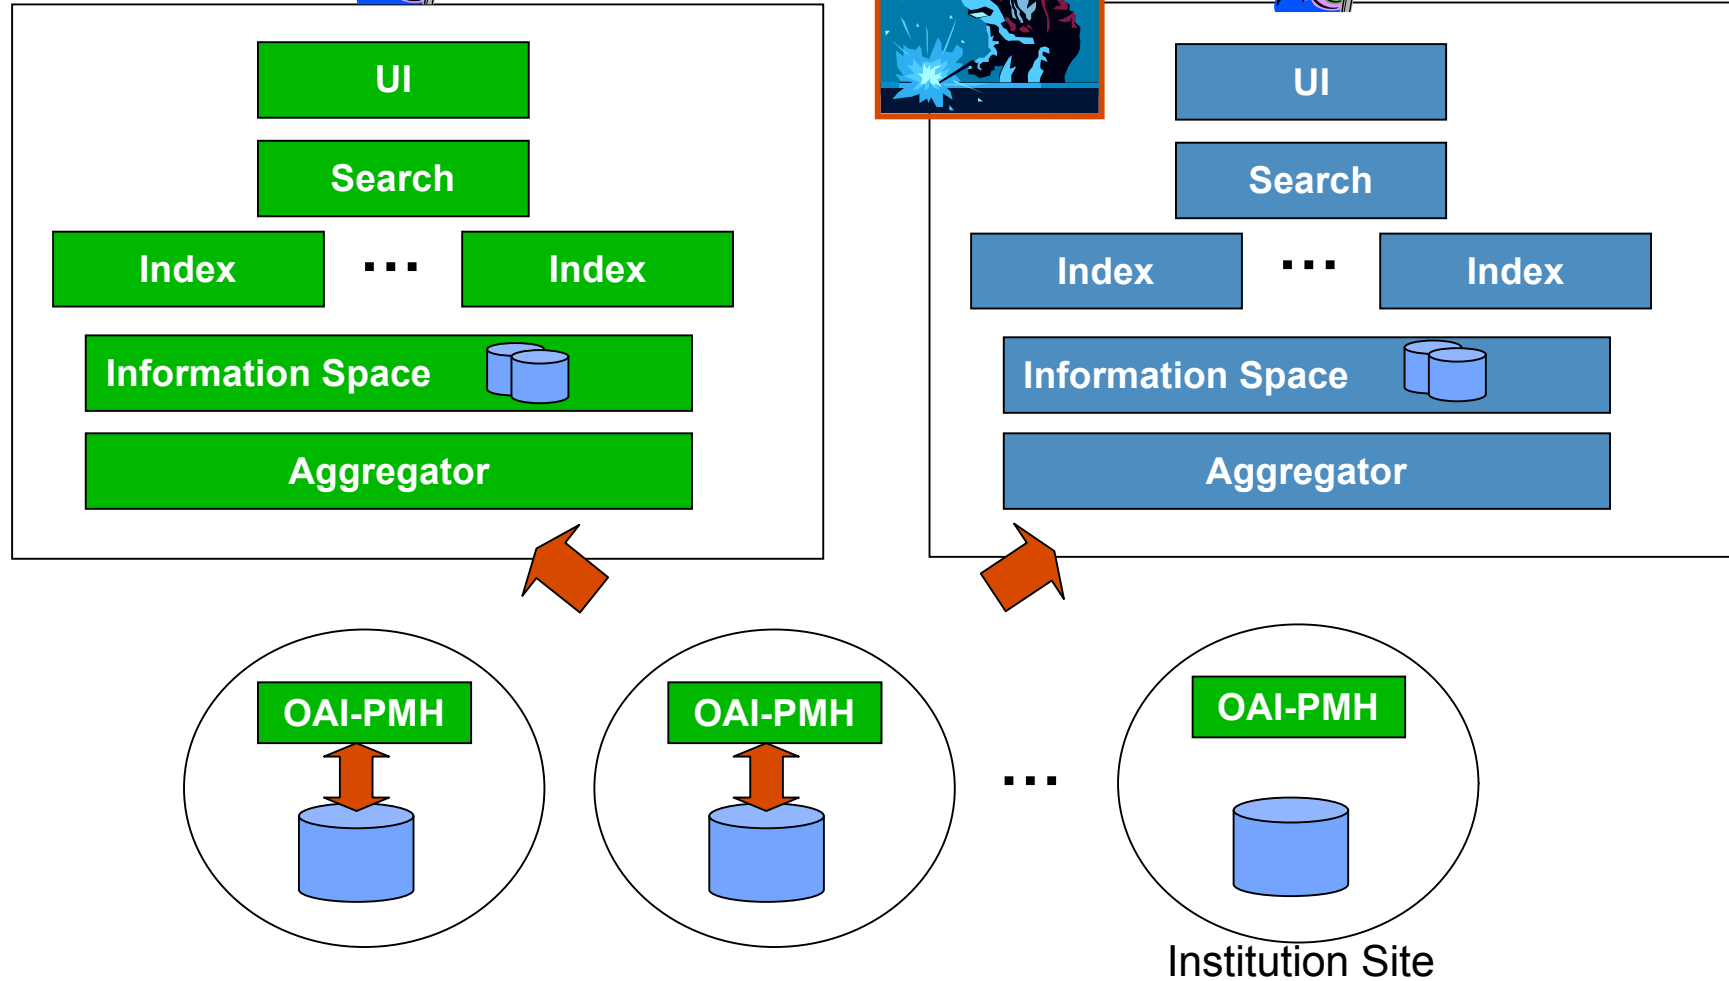 UI
Search
Index ... Index
Information Space
Aggregator
UI
Search
Index ... Index
Information Space
Aggregator
OAI-PMH
OAI-PMH
...
OAI-PMH
Institution Site